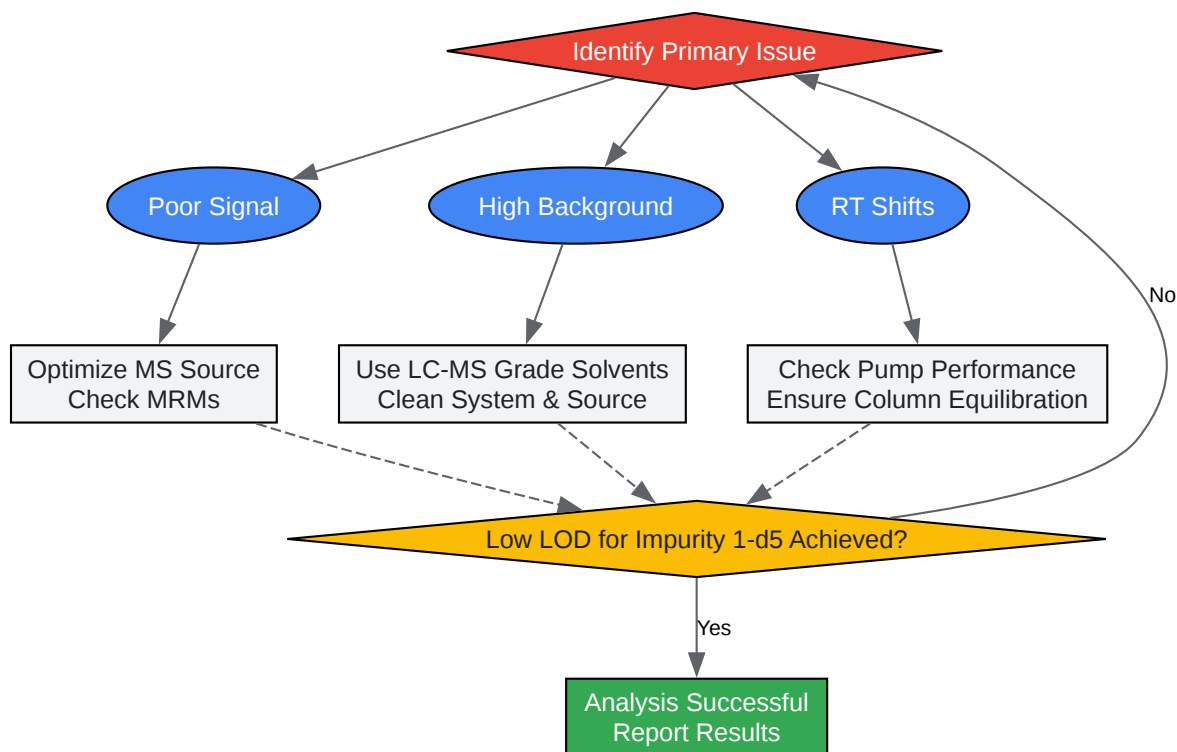 Identify Primary Issue
Poor Signal
High Background
RT Shifts
No
Optimize MS Source
Check MRMs
Use LC-MS Grade Solvents
Clean System & Source
Check Pump Performance
Ensure Column Equilibration
Low LOD for Impurity 1-d5 Achieved?
Yes
Analysis Successful
Report Results